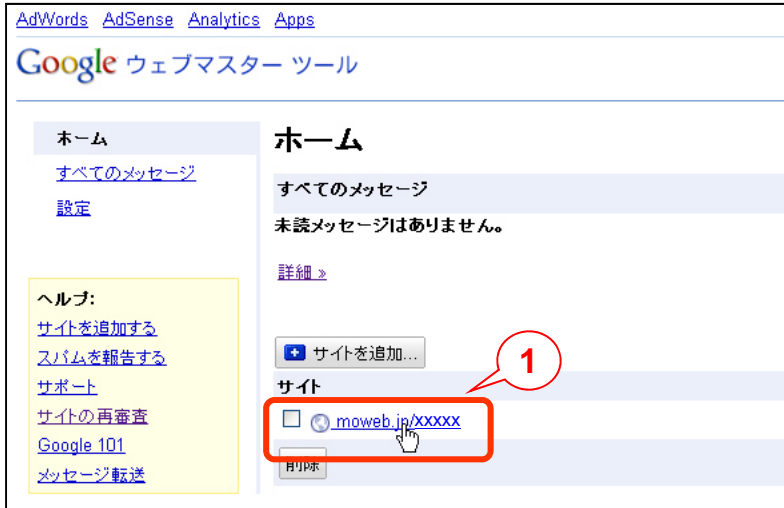 AdWords AdSense Analytics Apps
Google ウェブマスター ツール
ホーム
すべてのメッセージ
設定
ヘルプ:
サイトを追加する
スパムを報告する
サポート
サイトの再審査
Google 101
メッセージ転送
ホーム
すべてのメッセージ
未読メッセージはありません。
詳細 »
サイトを追加...
1
サイト
moweb.jp/xxxxx
削除